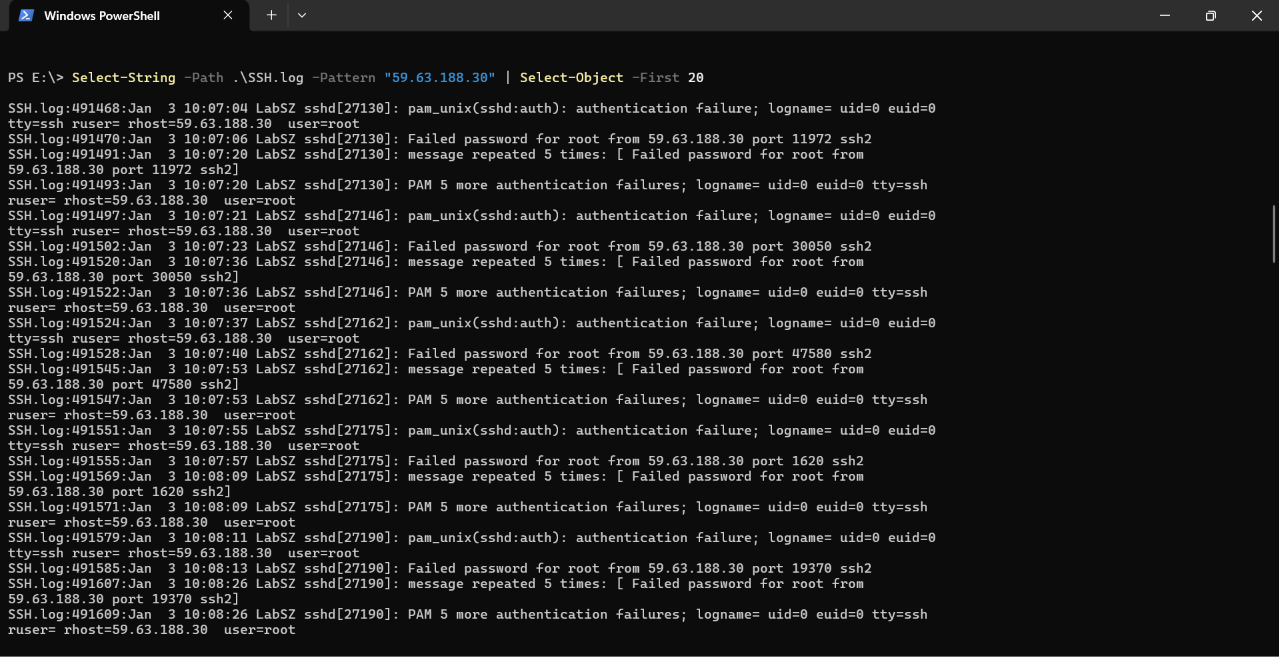 Windows PowerShell
PS E:\> Select-String -Path .\SSH.log -Pattern "59.63.188.30" | Select-Object -First 20
SSH.log:491468:Jan  3 10:07:04 LabSZ sshd[27130]: pam_unix(sshd:auth): authentication failure; logname= uid=0 euid=0
tty=ssh ruser= rhost=59.63.188.30  user=root
SSH.log:491470:Jan  3 10:07:06 LabSZ sshd[27130]: Failed password for root from 59.63.188.30 port 11972 ssh2
SSH.log:491491:Jan  3 10:07:20 LabSZ sshd[27130]: message repeated 5 times: [ Failed password for root from
59.63.188.30 port 11972 ssh2]
SSH.log:491493:Jan  3 10:07:20 LabSZ sshd[27130]: PAM 5 more authentication failures; logname= uid=0 euid=0 tty=ssh
ruser= rhost=59.63.188.30  user=root
SSH.log:491497:Jan  3 10:07:21 LabSZ sshd[27146]: pam_unix(sshd:auth): authentication failure; logname= uid=0 euid=0
tty=ssh ruser= rhost=59.63.188.30  user=root
SSH.log:491502:Jan  3 10:07:23 LabSZ sshd[27146]: Failed password for root from 59.63.188.30 port 30050 ssh2
SSH.log:491520:Jan  3 10:07:36 LabSZ sshd[27146]: message repeated 5 times: [ Failed password for root from
59.63.188.30 port 30050 ssh2]
SSH.log:491522:Jan  3 10:07:36 LabSZ sshd[27146]: PAM 5 more authentication failures; logname= uid=0 euid=0 tty=ssh
ruser= rhost=59.63.188.30  user=root
SSH.log:491524:Jan  3 10:07:37 LabSZ sshd[27162]: pam_unix(sshd:auth): authentication failure; logname= uid=0 euid=0
tty=ssh ruser= rhost=59.63.188.30  user=root
SSH.log:491528:Jan  3 10:07:40 LabSZ sshd[27162]: Failed password for root from 59.63.188.30 port 47580 ssh2
SSH.log:491545:Jan  3 10:07:53 LabSZ sshd[27162]: message repeated 5 times: [ Failed password for root from
59.63.188.30 port 47580 ssh2]
SSH.log:491547:Jan  3 10:07:53 LabSZ sshd[27162]: PAM 5 more authentication failures; logname= uid=0 euid=0 tty=ssh
ruser= rhost=59.63.188.30  user=root
SSH.log:491551:Jan  3 10:07:55 LabSZ sshd[27175]: pam_unix(sshd:auth): authentication failure; logname= uid=0 euid=0
tty=ssh ruser= rhost=59.63.188.30  user=root
SSH.log:491555:Jan  3 10:07:57 LabSZ sshd[27175]: Failed password for root from 59.63.188.30 port 1620 ssh2
SSH.log:491569:Jan  3 10:08:09 LabSZ sshd[27175]: message repeated 5 times: [ Failed password for root from
59.63.188.30 port 1620 ssh2]
SSH.log:491571:Jan  3 10:08:09 LabSZ sshd[27175]: PAM 5 more authentication failures; logname= uid=0 euid=0 tty=ssh
ruser= rhost=59.63.188.30  user=root
SSH.log:491579:Jan  3 10:08:11 LabSZ sshd[27190]: pam_unix(sshd:auth): authentication failure; logname= uid=0 euid=0
tty=ssh ruser= rhost=59.63.188.30  user=root
SSH.log:491585:Jan  3 10:08:13 LabSZ sshd[27190]: Failed password for root from 59.63.188.30 port 19370 ssh2
SSH.log:491607:Jan  3 10:08:26 LabSZ sshd[27190]: message repeated 5 times: [ Failed password for root from
59.63.188.30 port 19370 ssh2]
SSH.log:491609:Jan  3 10:08:26 LabSZ sshd[27190]: PAM 5 more authentication failures; logname= uid=0 euid=0 tty=ssh
ruser= rhost=59.63.188.30  user=root